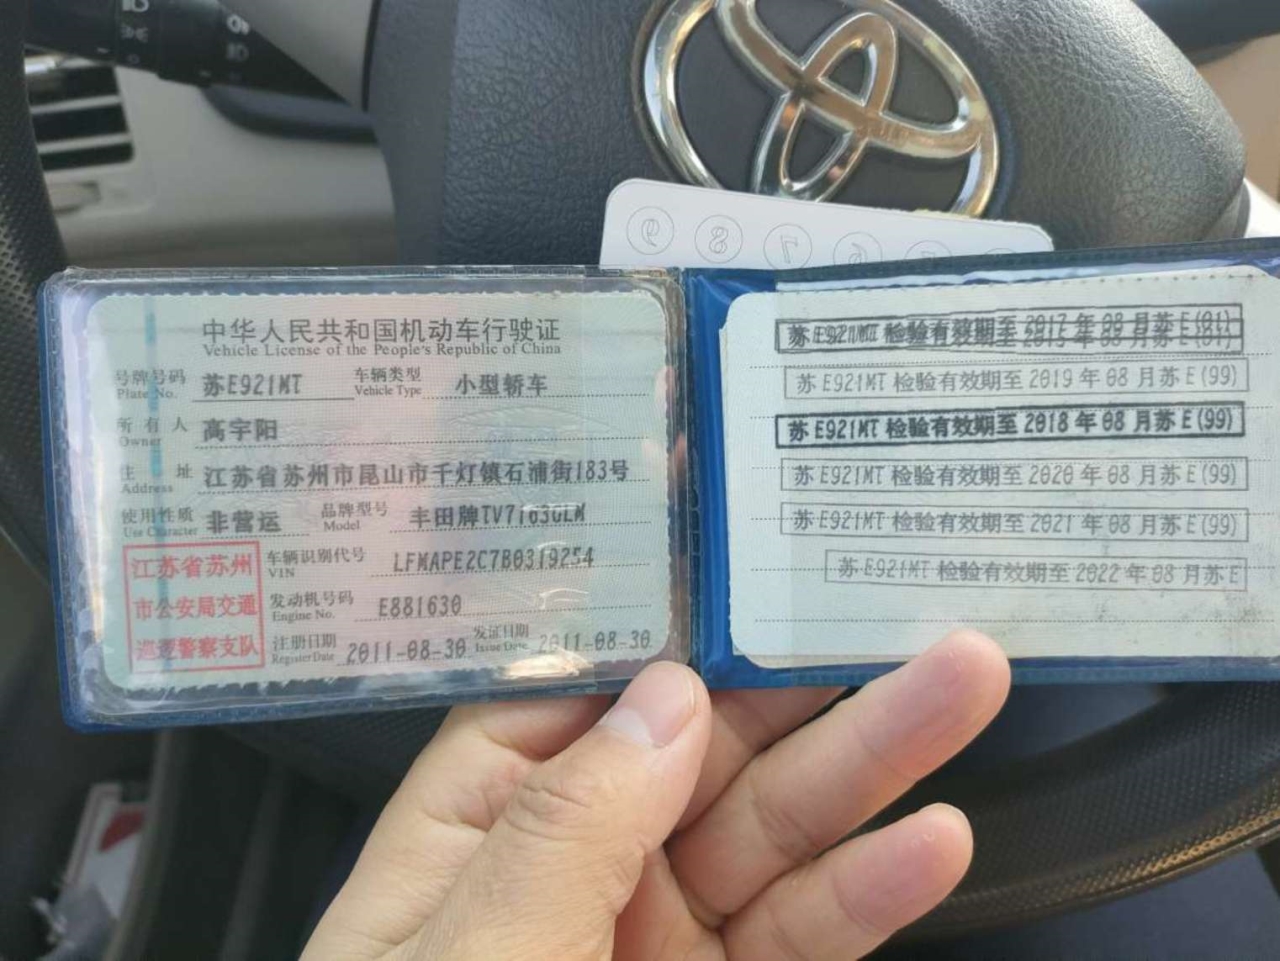 中华人民共和国机动车行驶证
Vehicle License of the People's Republic of China
号牌号码 苏E921MT 车辆类型 小型轿车
Plate No. Vehicle Type
所有人 高宇阳
Owner
住址 江苏省苏州市昆山市千灯镇石浦街183号
Address
使用性质 非营运 品牌型号 丰田牌TV71630LM
Use Character Model
江苏省苏州
市公安局交通
巡逻警察支队
车辆识别代号 LFMAPE2C7B0319254
VIN
发动机号码 E881630
Engine No.
注册日期 2011-08-30 发证日期 2011-08-30
Register Date Issue Date
检验有效期至
苏E921MT 检验有效期至 2019 年 08 月苏 E (99)
苏E921MT 检验有效期至 2018 年 08 月苏 E (99)
苏E921MT 检验有效期至 2020 年 08 月苏 E (99)
苏E921MT 检验有效期至 2021 年 08 月苏 E (99)
苏E921MT 检验有效期至 2022 年 08 月苏 E
9 8 7 6